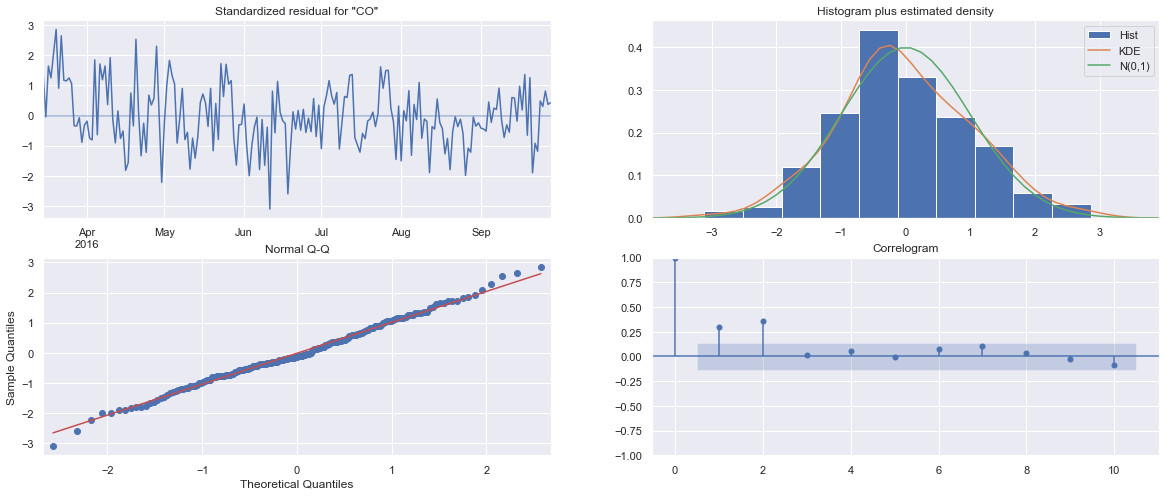 Standardized residual for "CO"
3
2
1
0
−1
−2
−3
Apr
2016
May
Jun
Jul
Aug
Sep
Histogram plus estimated density
Hist
KDE
N(0,1)
0.4
0.3
0.2
0.1
0.0
−3 −2 −1 0 1 2 3
Normal Q-Q
Sample Quantiles
3
2
1
0
−1
−2
−3
−2 −1 0 1 2
Theoretical Quantiles
Correlogram
1.00
0.75
0.50
0.25
0.00
−0.25
−0.50
−0.75
−1.00
0 2 4 6 8 10